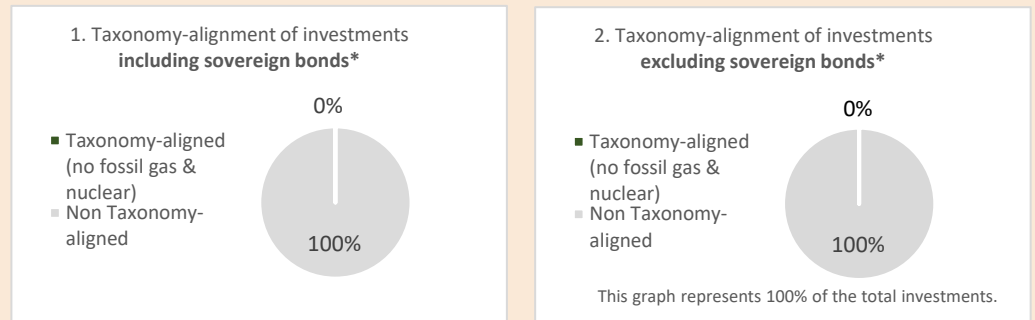 1. Taxonomy-alignment of investments
including sovereign bonds*
0%
Taxonomy-aligned
(no fossil gas &
nuclear)
Non Taxonomy-
aligned
100%
2. Taxonomy-alignment of investments
excluding sovereign bonds*
0%
Taxonomy-aligned
(no fossil gas &
nuclear)
Non Taxonomy-
aligned
100%
This graph represents 100% of the total investments.